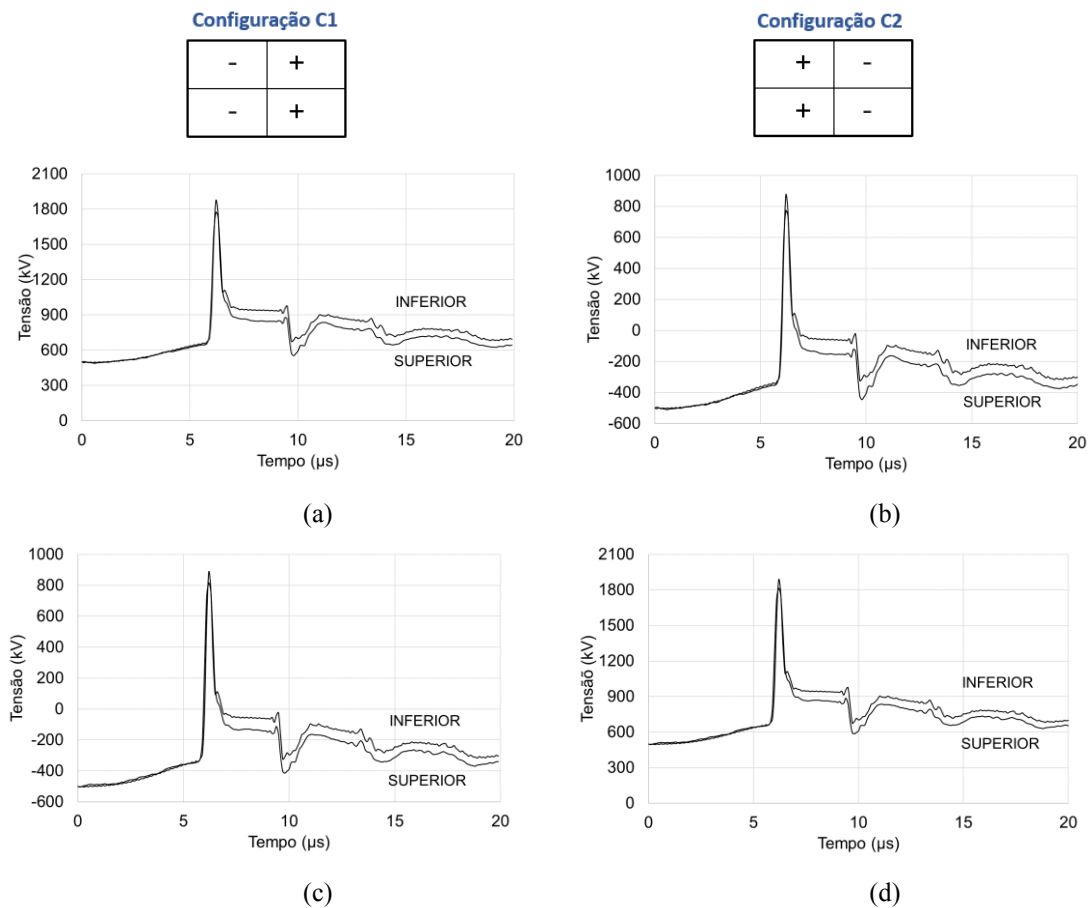 Configuração C1
Configuração C2
- +
- +
+ -
+ -
2100
1800
1500
1200
900
600
300
0
Tensão (kV)
INFERIOR
SUPERIOR
0 5 10 15 20
Tempo (µs)
(a)
1000
800
600
400
200
0
-200
-400
-600
Tensão (kV)
INFERIOR
SUPERIOR
0 5 10 15 20
Tempo (µs)
(b)
1000
800
600
400
200
0
-200
-400
-600
Tensão (kV)
INFERIOR
SUPERIOR
0 5 10 15 20
Tempo (µs)
(c)
2100
1800
1500
1200
900
600
300
0
Tensão (kV)
INFERIOR
SUPERIOR
0 5 10 15 20
Tempo (µs)
(d)